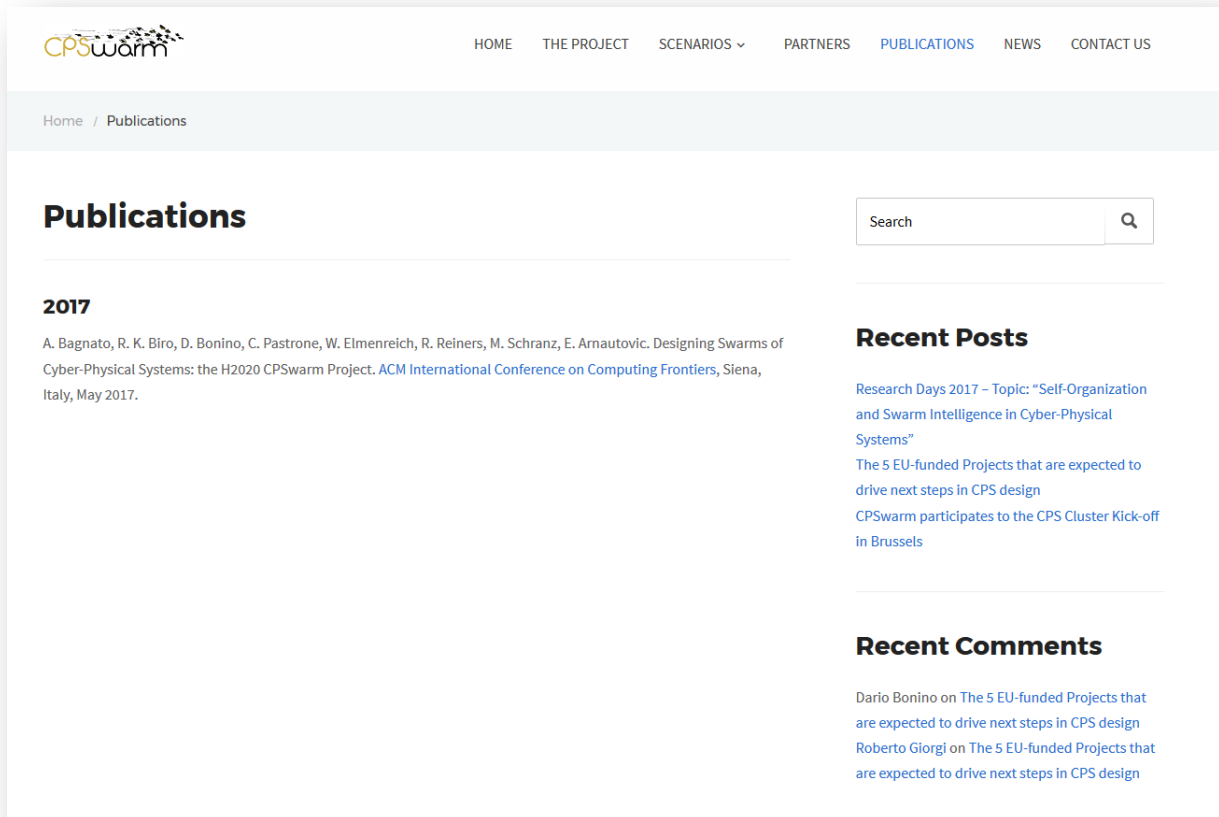 CPSwarm
HOME THE PROJECT SCENARIOS PARTNERS PUBLICATIONS NEWS CONTACT US
Home / Publications
Publications
2017
A. Bagnato, R. K. Biro, D. Bonino, C. Pastrone, W. Elmenreich, R. Reiners, M. Schranz, E. Arnautovic. Designing Swarms of
Cyber-Physical Systems: the H2020 CPSwarm Project. ACM International Conference on Computing Frontiers, Siena,
Italy, May 2017.
Search
Recent Posts
Research Days 2017 – Topic: “Self-Organization
and Swarm Intelligence in Cyber-Physical
Systems”
The 5 EU-funded Projects that are expected to
drive next steps in CPS design
CPSwarm participates to the CPS Cluster Kick-off
in Brussels
Recent Comments
Dario Bonino on The 5 EU-funded Projects that
are expected to drive next steps in CPS design
Roberto Giorgi on The 5 EU-funded Projects that
are expected to drive next steps in CPS design